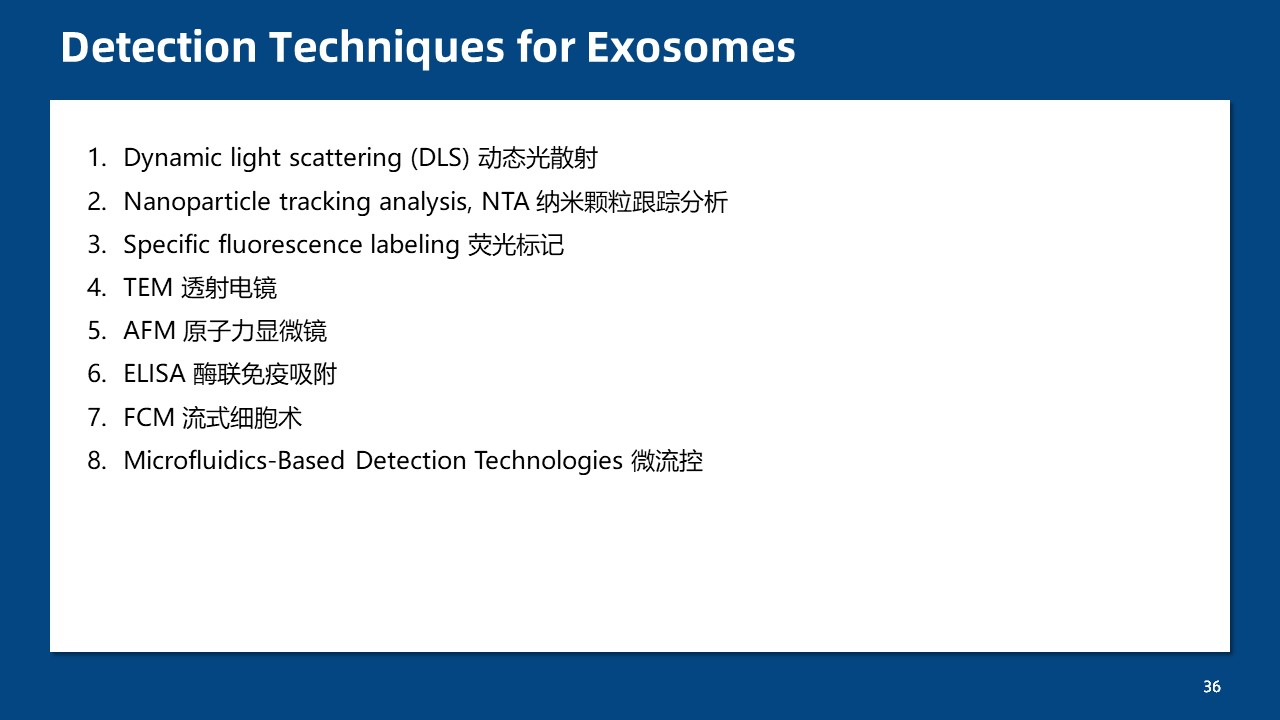 Detection Techniques for Exosomes
1. Dynamic light scattering (DLS) 动态光散射
2. Nanoparticle tracking analysis, NTA 纳米颗粒跟踪分析
3. Specific fluorescence labeling 荧光标记
4. TEM 透射电镜
5. AFM 原子力显微镜
6. ELISA 酶联免疫吸附
7. FCM 流式细胞术
8. Microfluidics-Based Detection Technologies 微流控
36